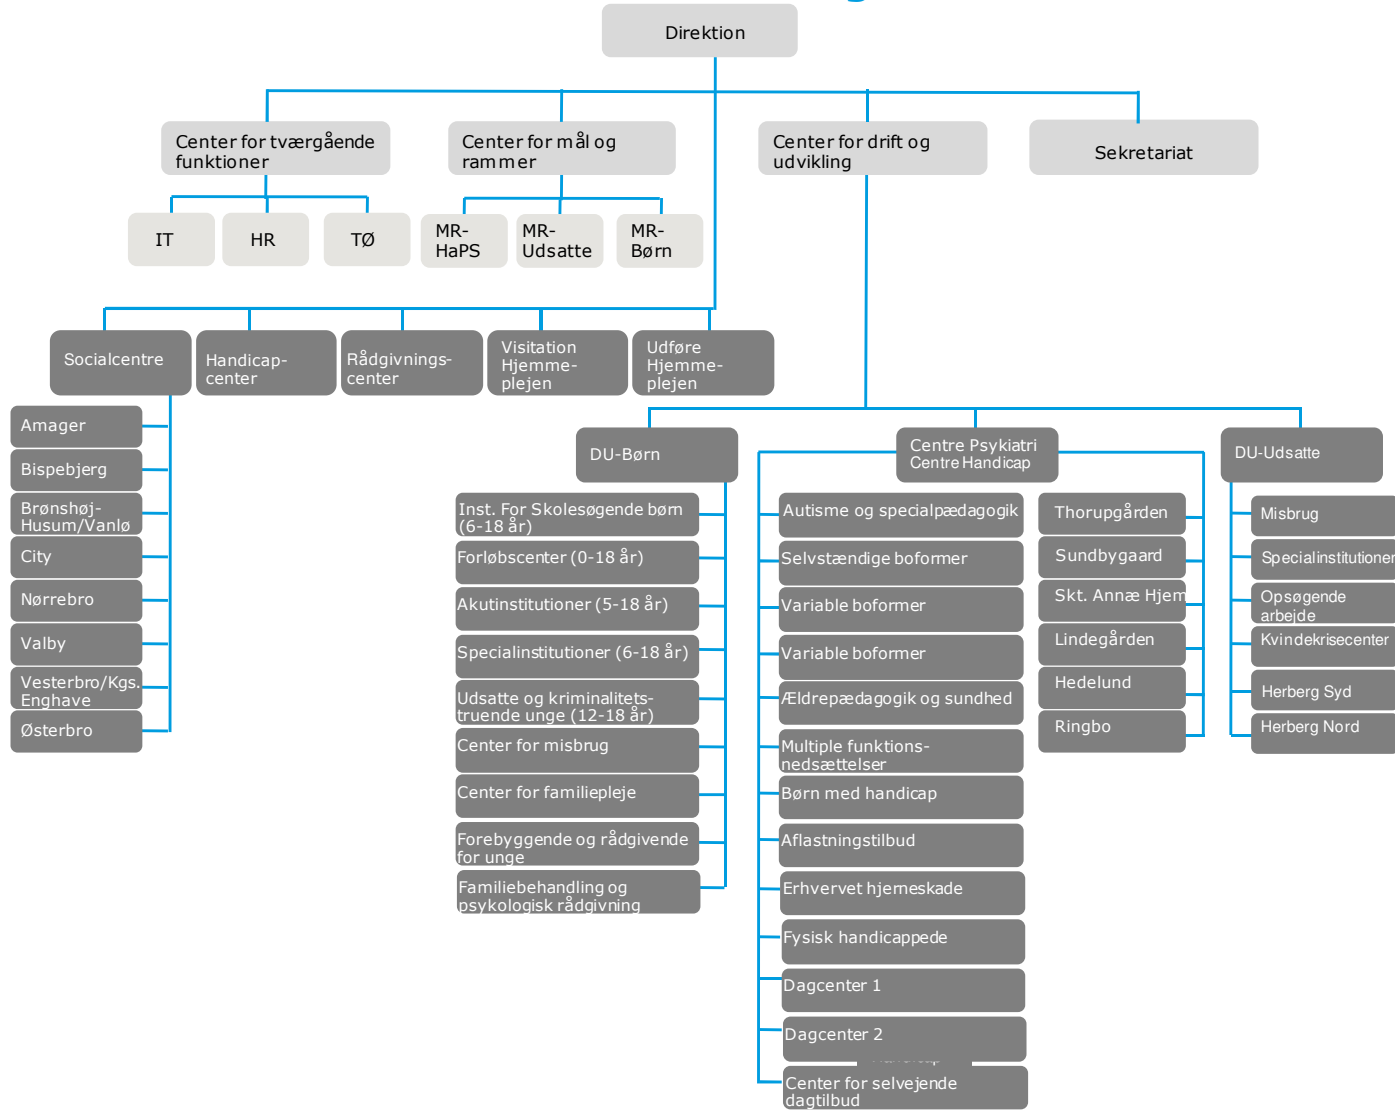 Direktion
Center for tværgående
funktioner
Center for mål og
rammer
Center for drift og
udvikling
Sekretariat
IT
HR
TØ
MR-
HaPS
MR-
Udsatte
MR-
Børn
Socialcentre
Handicap-
center
Rådgivnings-
center
Visitation
Hjemme-
plejen
Udføre
Hjemme-
plejen
Amager
Bispebjerg
Brønshøj-
Husum/Vanlø
City
Nørrebro
Valby
Vesterbro/Kgs.
Enghave
Østerbro
DU-Børn
Inst. For Skolesøgende børn
(6-18 år)
Forløbscenter (0-18 år)
Akutinstitutioner (5-18 år)
Specialinstitutioner (6-18 år)
Udsatte og kriminalitets-
truende unge (12-18 år)
Center for misbrug
Center for familiepleje
Forebyggende og rådgivende
for unge
Familiebehandling og
psykologisk rådgivning
Centre Psykiatri
Centre Handicap
Autisme og specialpædagogik
Selvstændige boformer
Variable boformer
Variable boformer
Ældrepædagogik og sundhed
Multiple funktions-
nedsættelser
Børn med handicap
Aflastningstilbud
Erhvervet hjerneskade
Fysisk handicappede
Dagcenter 1
Dagcenter 2
Center for selvejende
dagtilbud
Thorupgården
Sundbygaard
Skt. Annæ Hjem
Lindegården
Hedelund
Ringbo
DU-Udsatte
Misbrug
Specialinstitutioner
Opsøgende
arbejde
Kvindekrisecenter
Herberg Syd
Herberg Nord